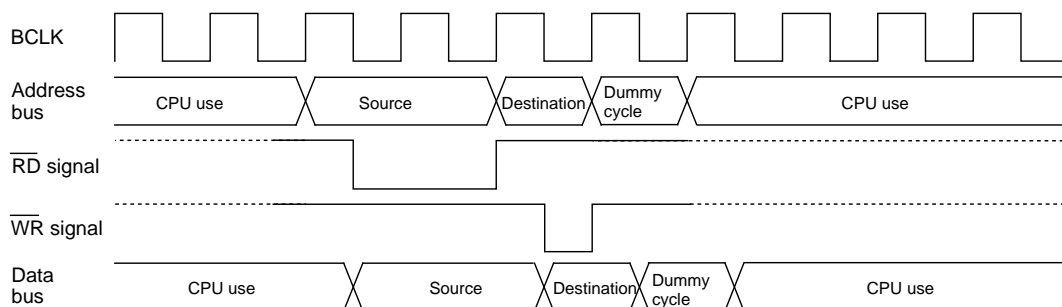 BCLK
Address
bus
CPU use
Source
Destination
Dummy
cycle
CPU use
RD signal
WR signal
Data
bus
CPU use
Source
Destination
Dummy
cycle
CPU use